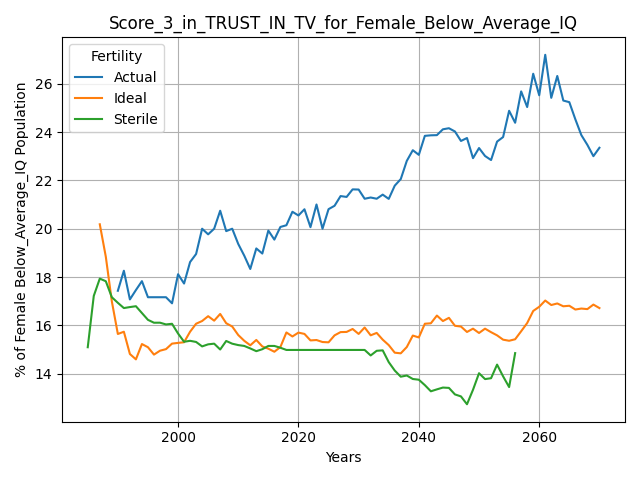 Score_3_in_TRUST_IN_TV_for_Female_Below_Average_IQ
% of Female Below_Average_IQ Population
26
24
22
20
18
16
14
Fertility
Actual
Ideal
Sterile
2000
2020
2040
2060
Years